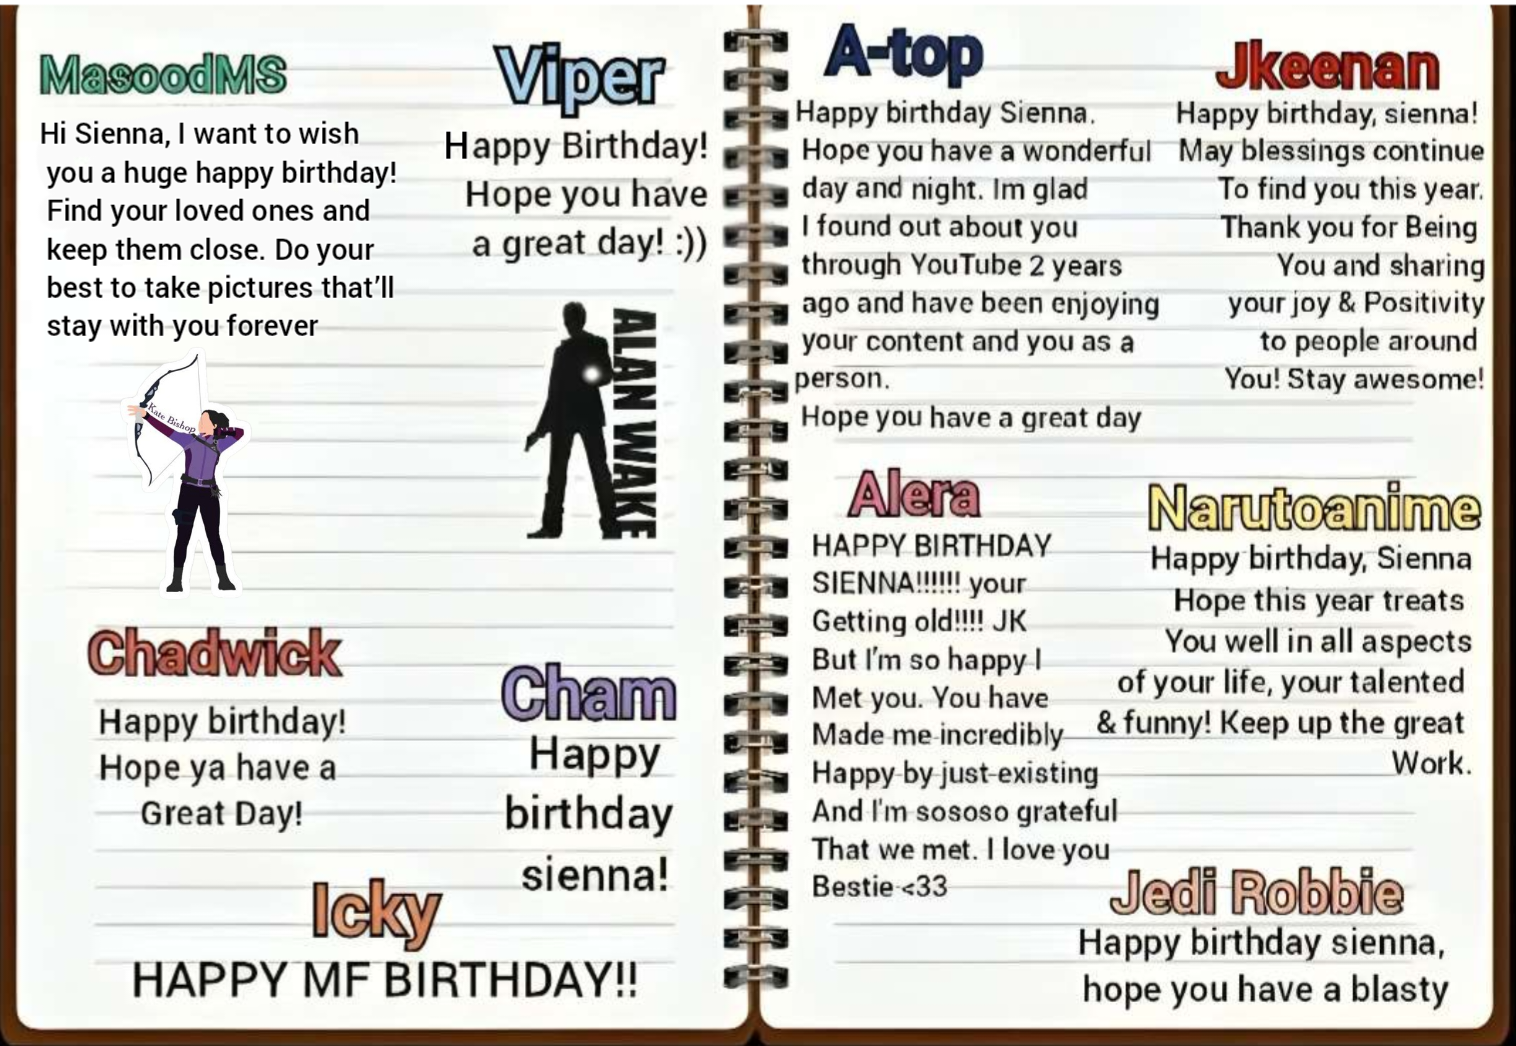 MasoodMS
Hi Sienna, I want to wish
you a huge happy birthday!
Find your loved ones and
keep them close. Do your
best to take pictures that’ll
stay with you forever
Kate Bishop
Viper
Happy Birthday!
Hope you have
a great day! :))
ALAN WAKE
Chadwick
Happy birthday!
Hope ya have a
Great Day!
Cham
Happy
birthday
sienna!
Icky
HAPPY MF BIRTHDAY!!
A-top
Happy birthday Sienna.
Hope you have a wonderful
day and night. Im glad
I found out about you
through YouTube 2 years
ago and have been enjoying
your content and you as a
person.
Hope you have a great day
Jkeenan
Happy birthday, sienna!
May blessings continue
To find you this year.
Thank you for Being
You and sharing
your joy & Positivity
to people around
You! Stay awesome!
Alera
HAPPY BIRTHDAY
SIENNA!!!!!! your
Getting old!!!! JK
But I'm so happy I
Met you. You have
Made me incredibly
Happy by just existing
And I'm sososo grateful
That we met. I love you
Bestie <33
Narutoanime
Happy birthday, Sienna
Hope this year treats
You well in all aspects
of your life, your talented
& funny! Keep up the great
Work.
Jedi Robbie
Happy birthday sienna,
hope you have a blasty